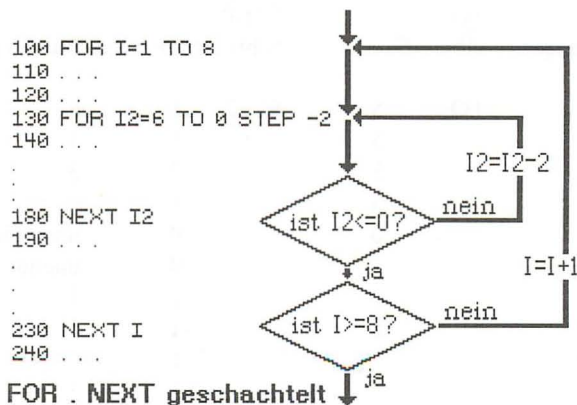 100 FOR I=1 TO 8
110 . . .
120 . . .
130 FOR I2=6 TO 0 STEP -2
140 . . .
.
.
180 NEXT I2
190 . . .
.
.
230 NEXT I
240 . . .
I2=I2-2
ist I2<=0?
nein
ja
I=I+1
ist I>=8?
nein
ja
FOR . NEXT geschachtelt